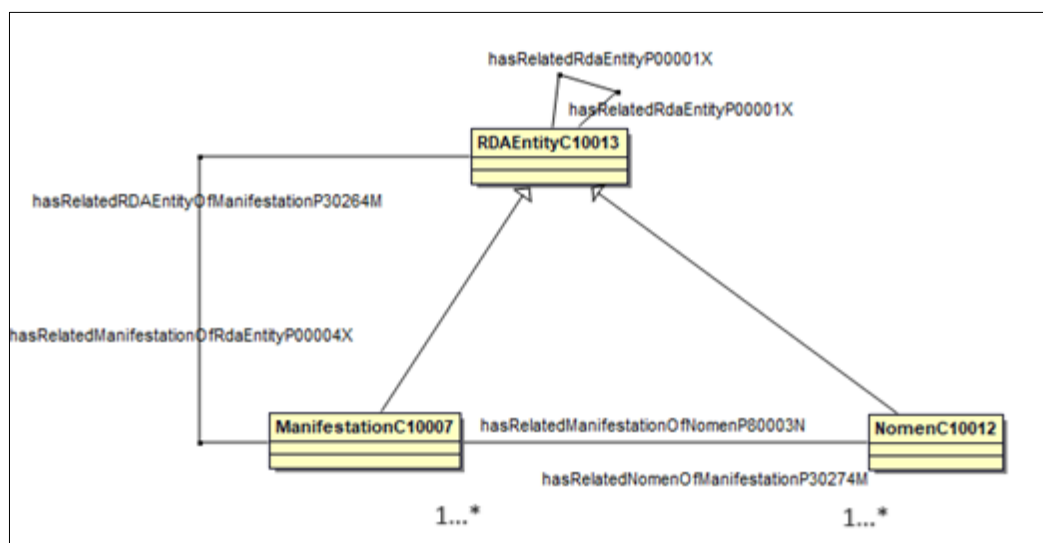 hasRelatedRdaEntityP00001X
hasRelatedRdaEntityP00001X
RDAEntityC10013
hasRelatedRDAEntityOfManifestationP30264M
hasRelatedManifestationOfRdaEntityP00004X
ManifestationC10007
hasRelatedManifestationOfNomenP80003N
NomenC10012
hasRelatedNomenOfManifestationP30274M
1...*
1...*